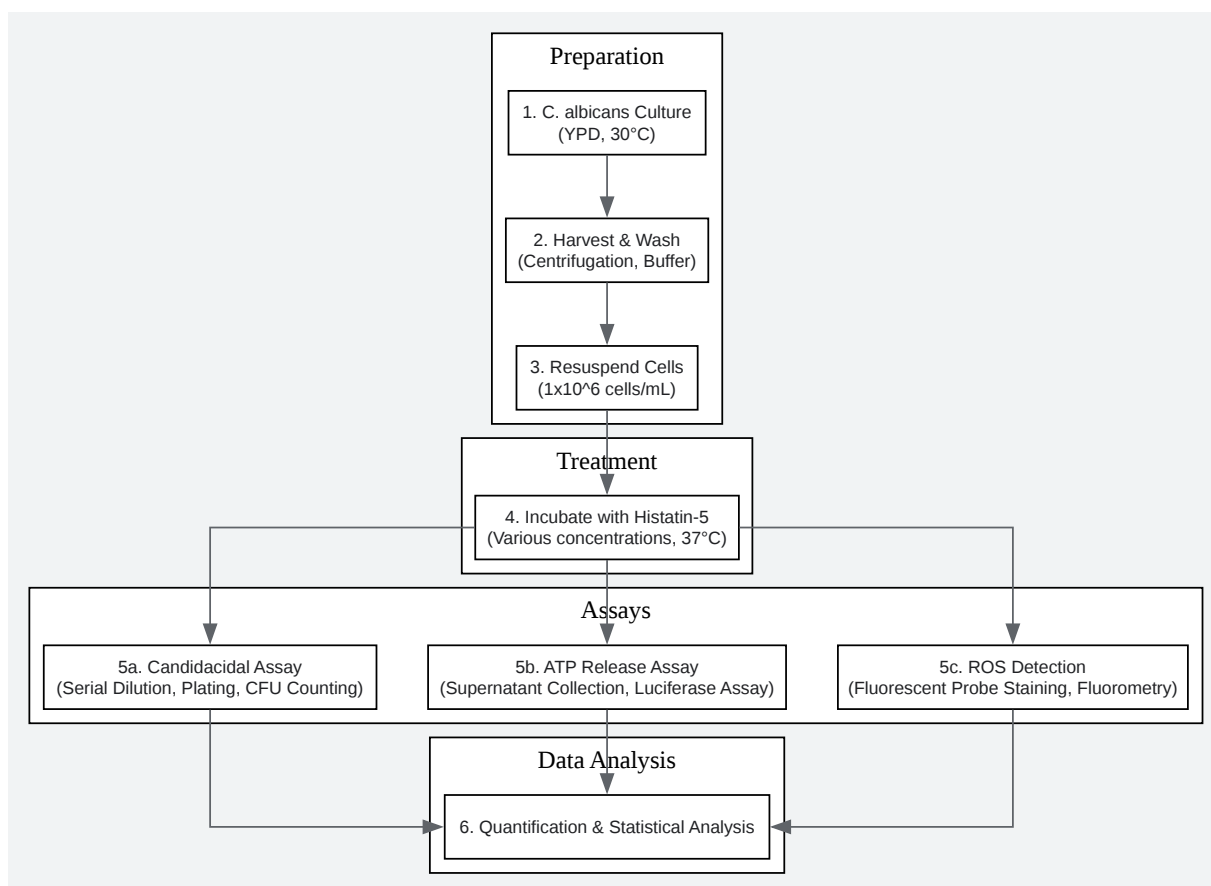 Preparation
1. C. albicans Culture
(YPD, 30°C)
2. Harvest & Wash
(Centrifugation, Buffer)
3. Resuspend Cells
(1x10^6 cells/mL)
Treatment
4. Incubate with Histatin-5
(Various concentrations, 37°C)
Assays
5a. Candidacidal Assay
(Serial Dilution, Plating, CFU Counting)
5b. ATP Release Assay
(Supernatant Collection, Luciferase Assay)
5c. ROS Detection
(Fluorescent Probe Staining, Fluorometry)
Data Analysis
6. Quantification & Statistical Analysis